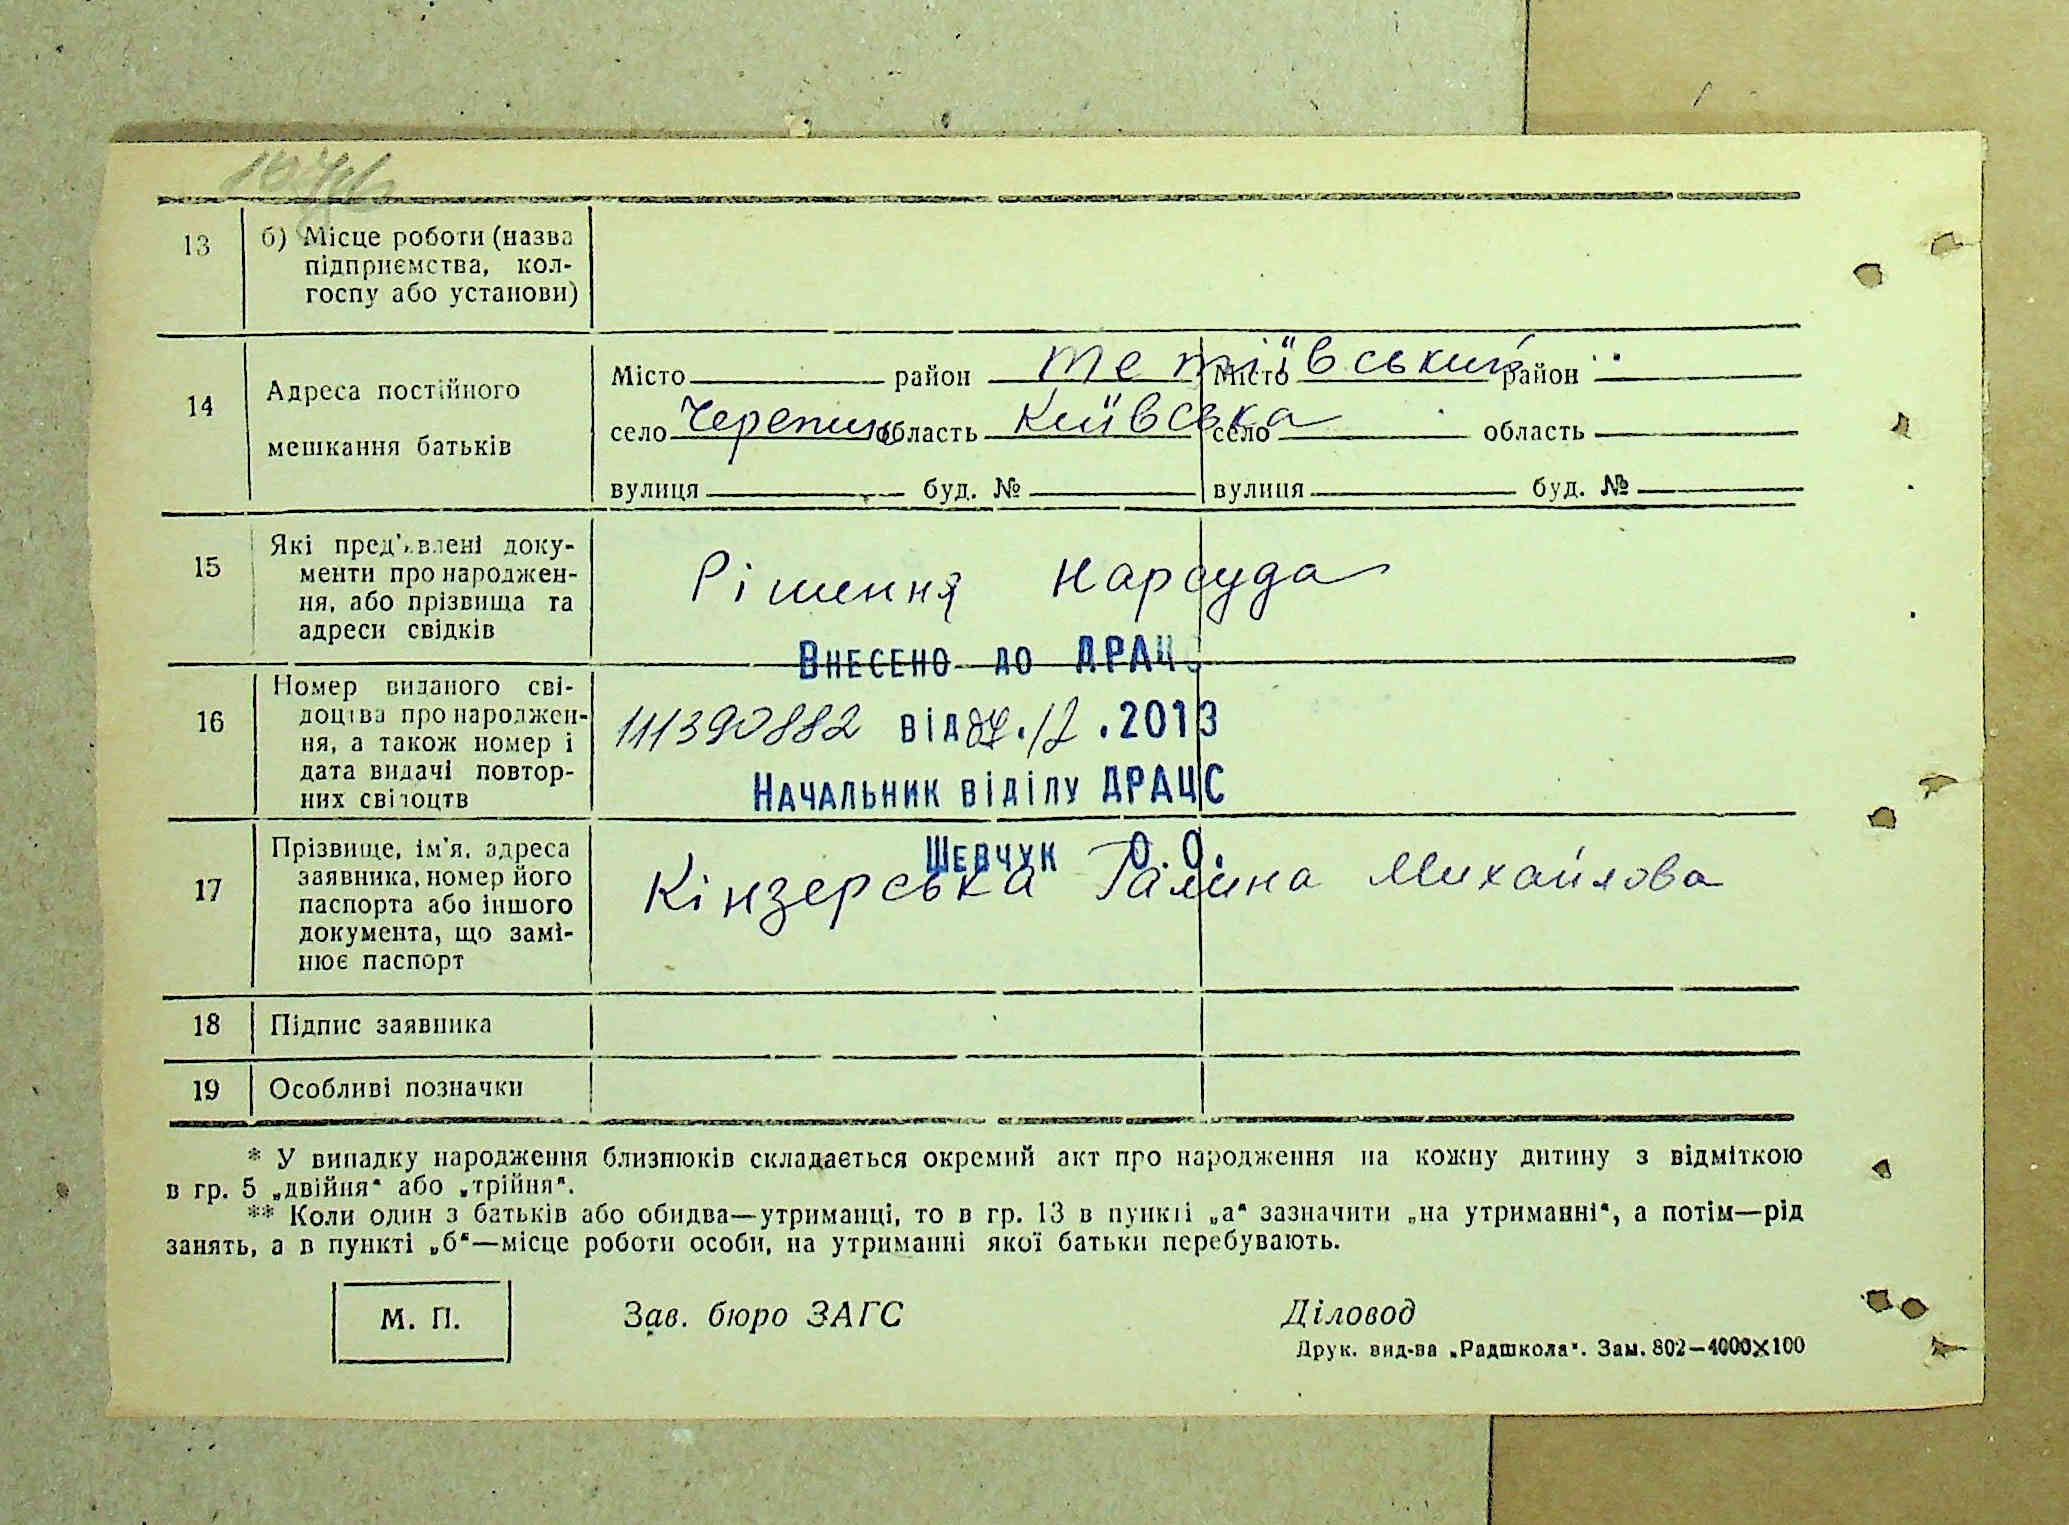 1076
13 б) Місце роботи (назва
підприємства, кол-
госпу або установи)
14 Адреса постійного
мешкання батьків
Місто район Тетіївський Місто район
село Черепин область Київська село область
вулиця буд. № вулиця буд. №
15 Які пред'явлені доку-
менти про народжен-
ня, або прізвища та
адреси свідків
Рішення Нарсуда
Внесено до ДРАЦС
16 Номер виданого сві-
доцтва про народжен-
ня, а також номер і
дата видачі повтор-
них свідоцтв
111390882 від 07.12.2013
Начальник відділу ДРАЦС
Шевчук О.О.
17 Прізвище, ім'я, адреса
заявника, номер його
паспорта або іншого
документа, що замі-
нює паспорт
Кінзерська Галина Михайлова
18 Підпис заявника
19 Особливі позначки
* У випадку народження близнюків складається окремий акт про народження на кожну дитину з відміткою
в гр. 5 „двійня“ або „трійня“.
** Коли один з батьків або обидва—утриманці, то в гр. 13 в пункті „а“ зазначити „на утриманні“, а потім—рід
занять, а в пункті „б“—місце роботи особи, на утриманні якої батьки перебувають.
М. П. Зав. бюро ЗАГС Діловод
Друк. вид-ва „Радшкола“. Зам. 802—4000×100